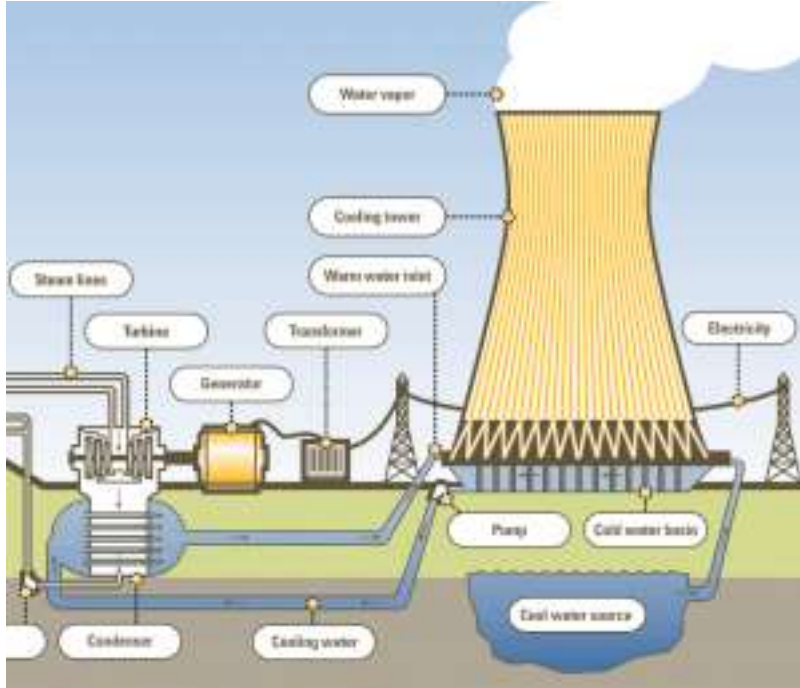 Water vapor
Cooling tower
Warm water inlet
Steam lines
Turbine
Transformer
Electricity
Generator
Pump
Cold water basin
Cool water source
Condenser
Cooling water